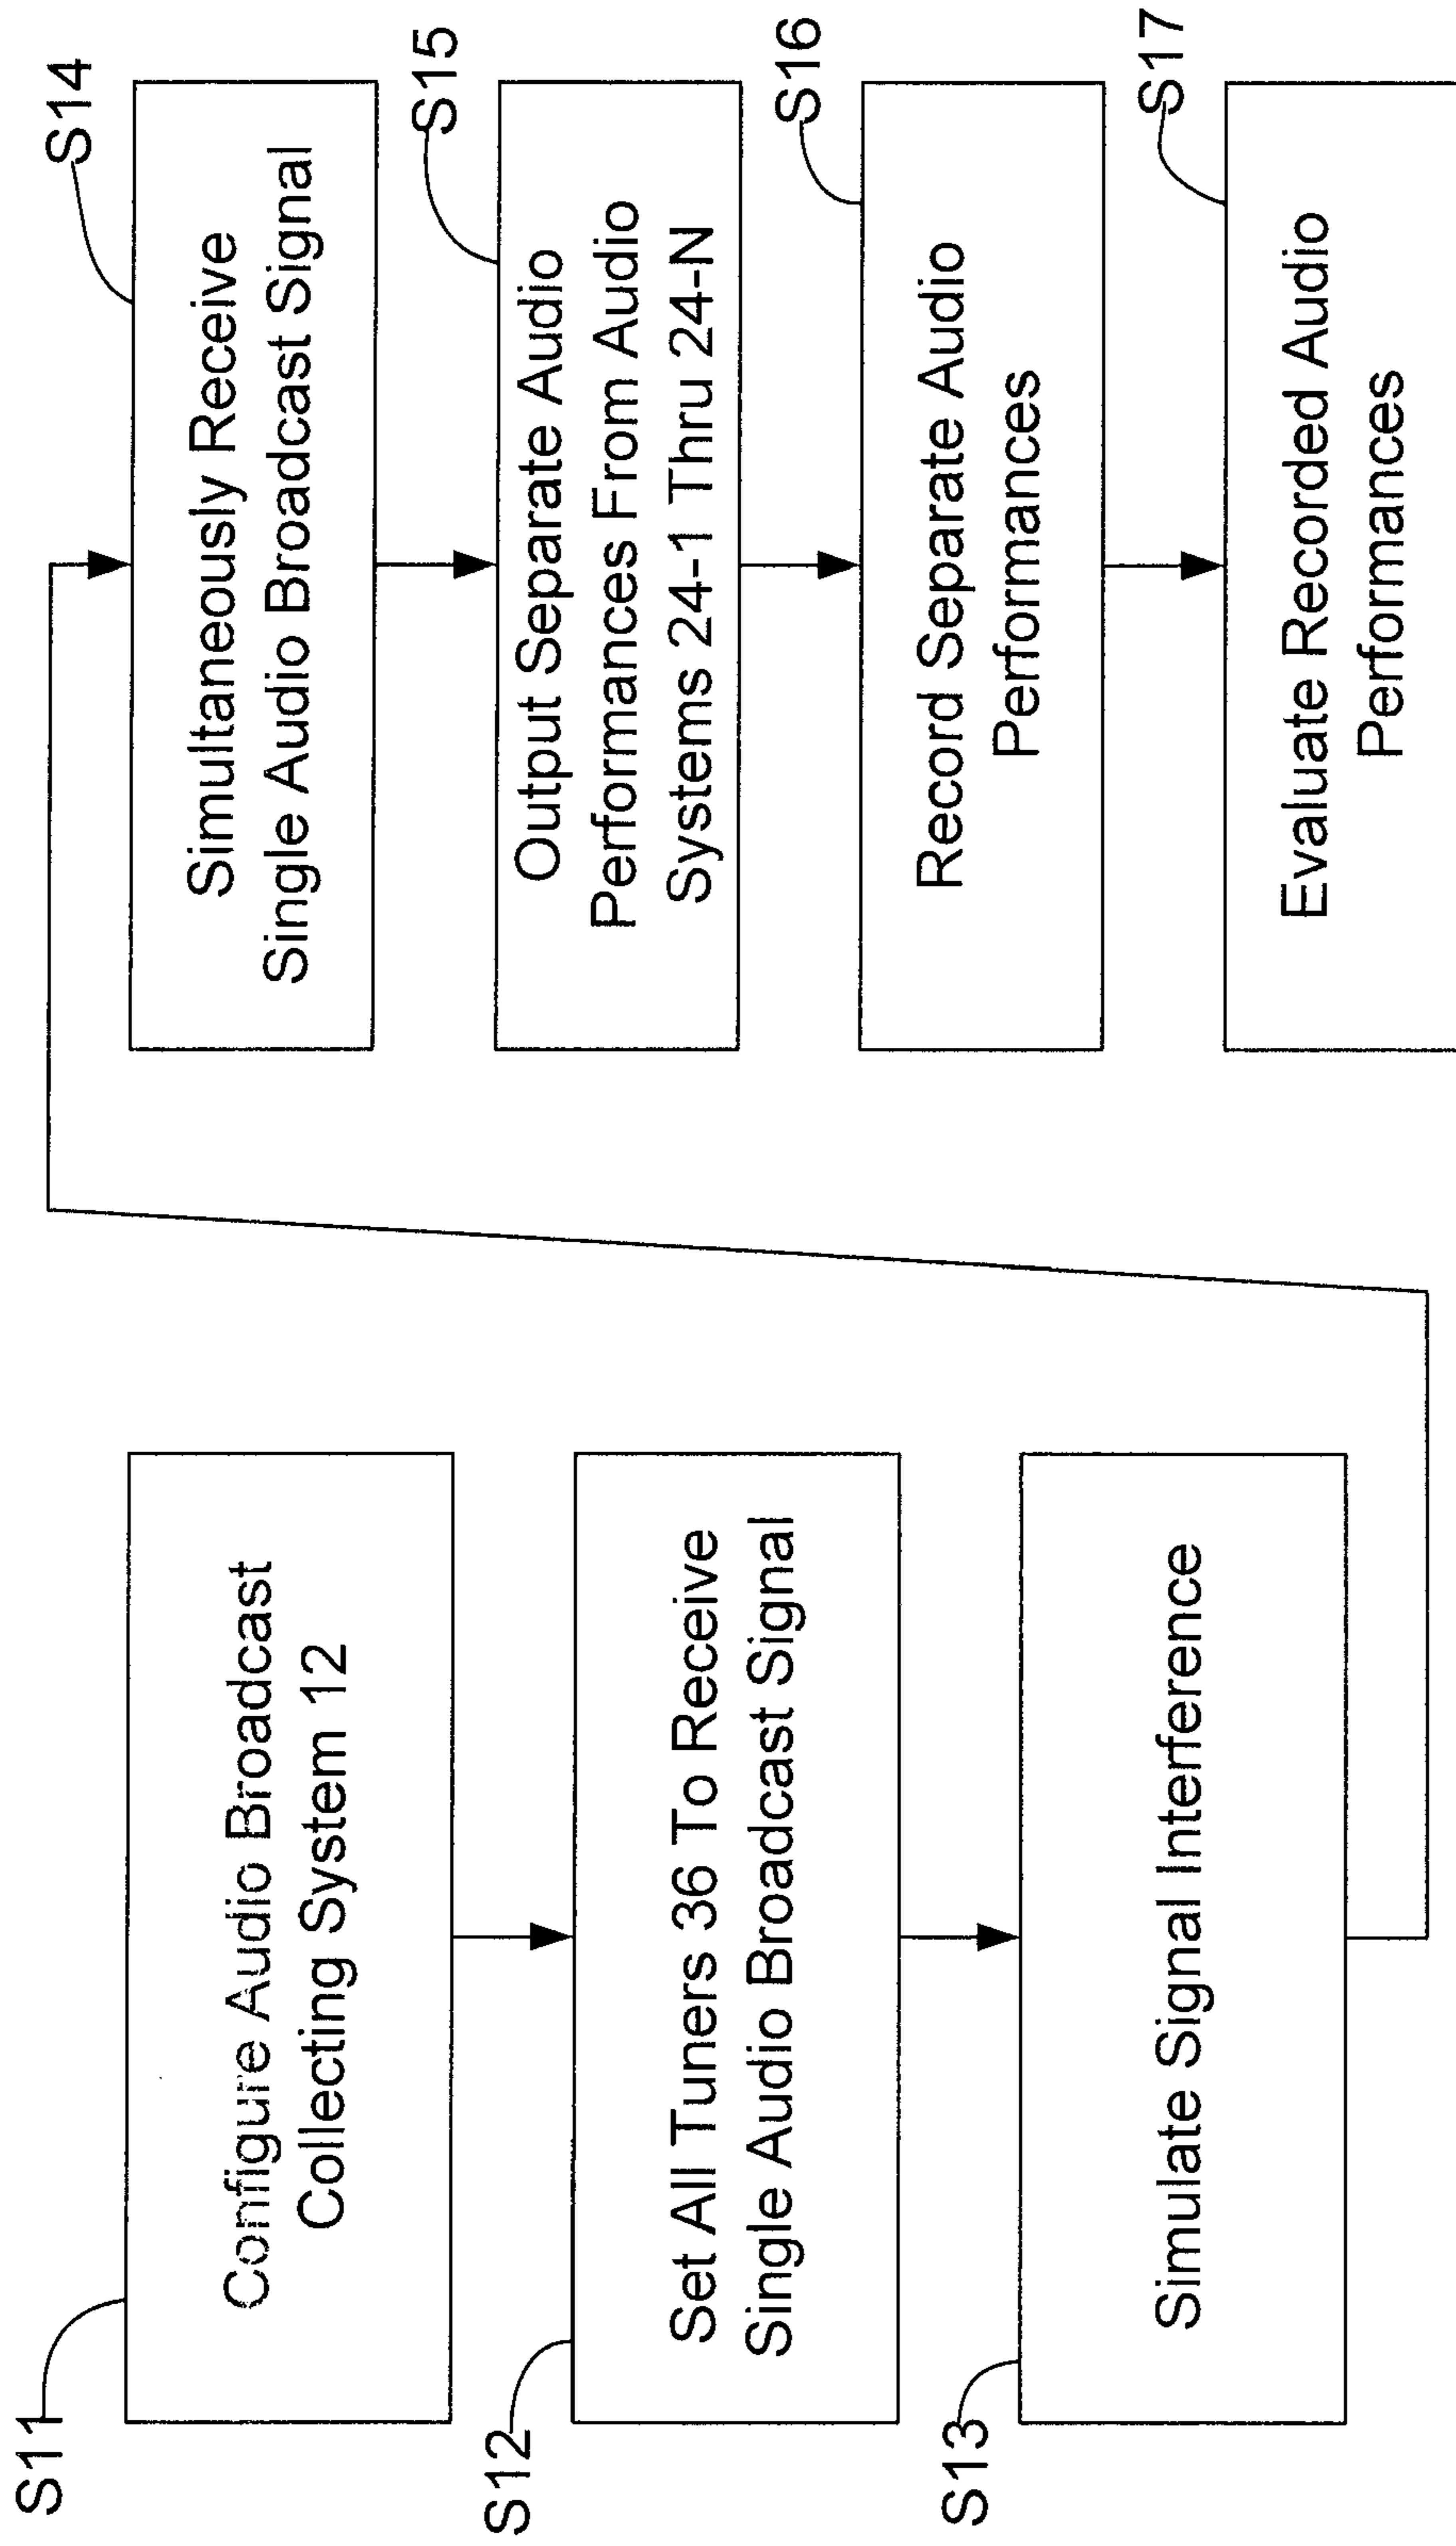 S11
Configure Audio Broadcast
Collecting System 12
S12
Set All Tuners 36 To Receive
Single Audio Broadcast Signal
S13
Simulate Signal Interference
S14
Simultaneously Receive
Single Audio Broadcast Signal
S15
Output Separate Audio
Performances From Audio
Systems 24-1 Thru 24-N
S16
Record Separate Audio
Performances
S17
Evaluate Recorded Audio
Performances